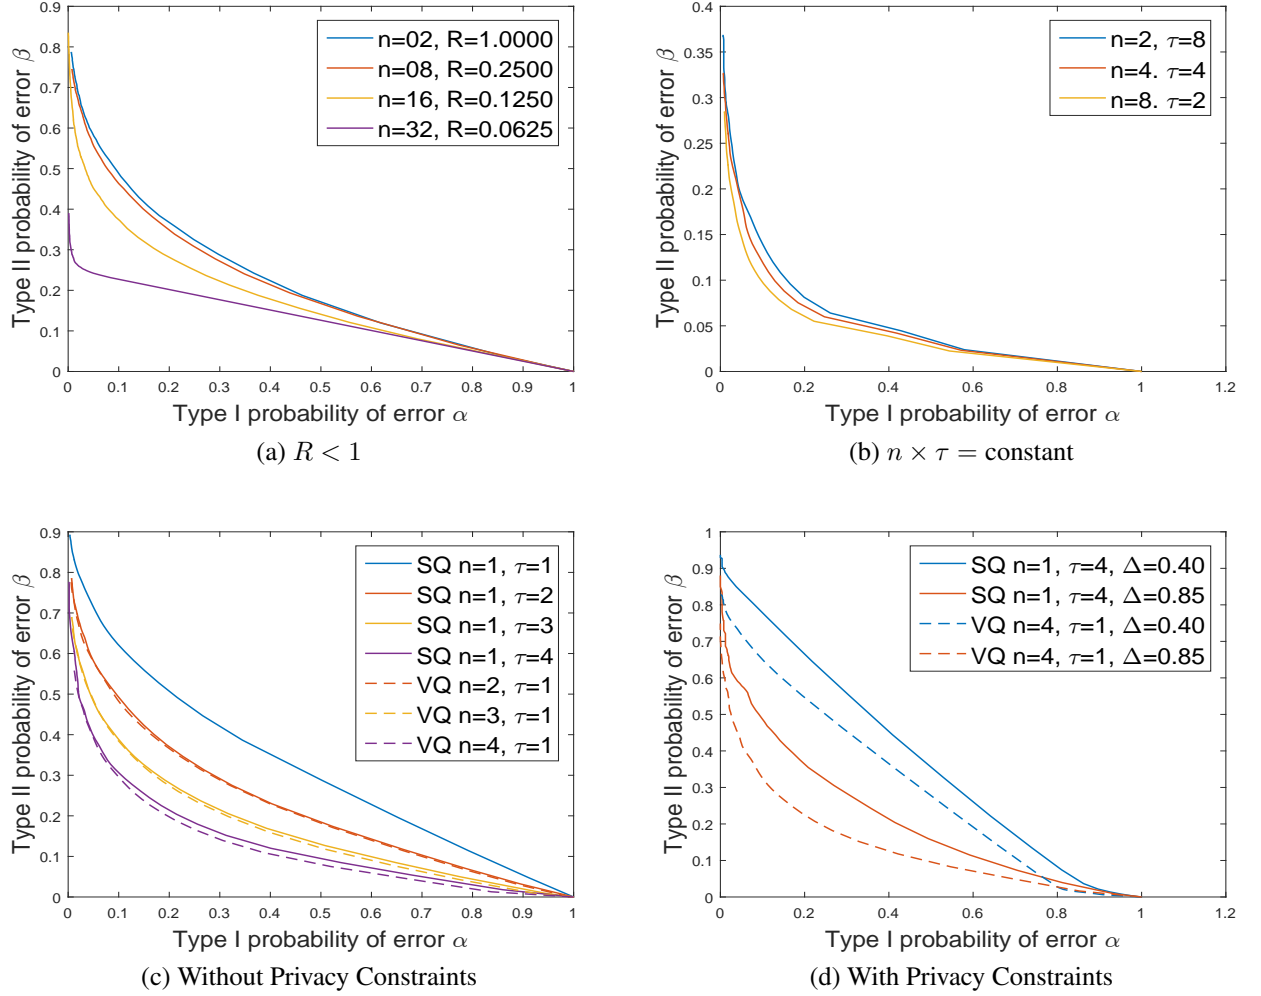 0.9
0.8
0.7
0.6
0.5
0.4
0.3
0.2
0.1
0
Type II probability of error β
n=02, R=1.0000
n=08, R=0.2500
n=16, R=0.1250
n=32, R=0.0625
0 0.1 0.2 0.3 0.4 0.5 0.6 0.7 0.8 0.9 1
Type I probability of error α
(a) R < 1
0.4
0.35
0.3
0.25
0.2
0.15
0.1
0.05
0
Type II probability of error β
n=2, τ=8
n=4. τ=4
n=8. τ=2
0 0.2 0.4 0.6 0.8 1 1.2
Type I probability of error α
(b) n × τ = constant
0.9
0.8
0.7
0.6
0.5
0.4
0.3
0.2
0.1
0
Type II probability of error β
SQ n=1, τ=1
SQ n=1, τ=2
SQ n=1, τ=3
SQ n=1, τ=4
VQ n=2, τ=1
VQ n=3, τ=1
VQ n=4, τ=1
0 0.1 0.2 0.3 0.4 0.5 0.6 0.7 0.8 0.9 1
Type I probability of error α
(c) Without Privacy Constraints
1
0.9
0.8
0.7
0.6
0.5
0.4
0.3
0.2
0.1
0
Type II probability of error β
SQ n=1, τ=4, Δ=0.40
SQ n=1, τ=4, Δ=0.85
VQ n=4, τ=1, Δ=0.40
VQ n=4, τ=1, Δ=0.85
0 0.2 0.4 0.6 0.8 1 1.2
Type I probability of error α
(d) With Privacy Constraints